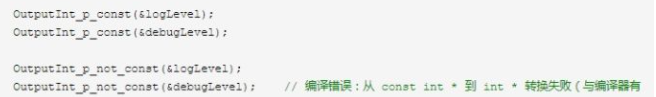 OutputInt_p_const(&logLevel);
OutputInt_p_const(&debugLevel);
OutputInt_p_not_const(&logLevel);
OutputInt_p_not_const(&debugLevel); // 编译错误：从 const int * 到 int * 转换失败（与编译器有